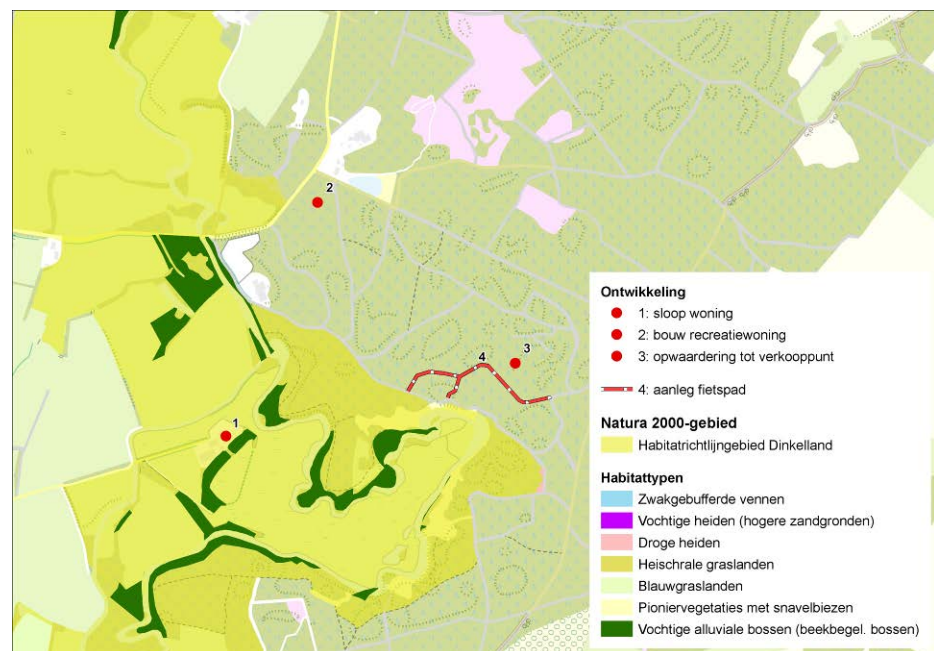 2
Ontwikkeling
1: sloop woning
2: bouw recreatiewoning
3: opwaardering tot verkooppunt
4: aanleg fietspad
Natura 2000-gebied
Habitatrichtlijngebied Dinkelland
Habitattypen
Zwakgebufferde vennen
Vochtige heiden (hogere zandgronden)
Droge heiden
Heischrale graslanden
Blauwgraslanden
Pioniervegetaties met snavelbiezen
Vochtige alluviale bossen (beekbegel. bossen)
4
3
1